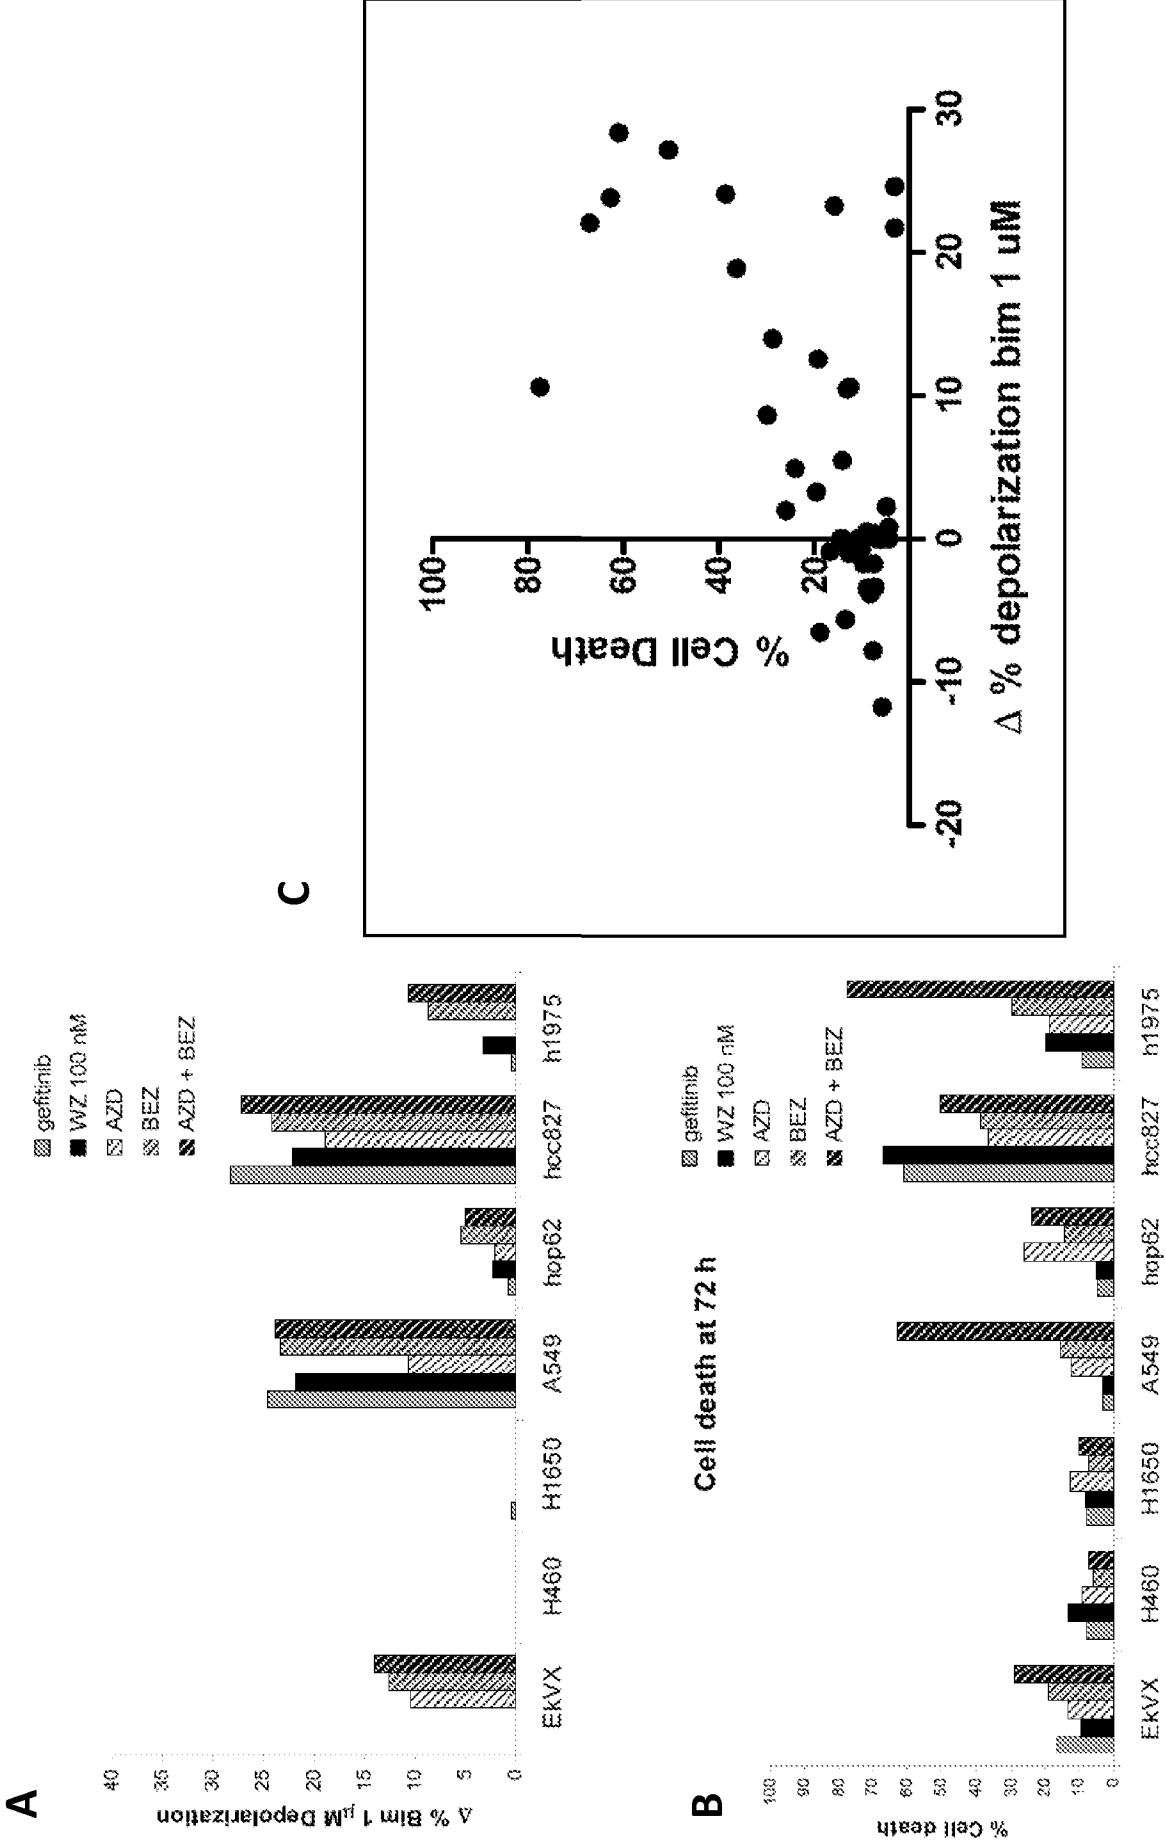 A
Δ % Bim 1 µM Depolarization
40
35
30
25
20
15
10
5
0
EKVX
H460
H1650
A549
hop62
hcc827
h1975
gefitinib
WZ 100 nM
AZD
BEZ
AZD + BEZ
B
Cell death at 72 h
% Cell death
100
90
80
70
60
50
40
30
20
10
0
EKVX
H460
H1650
A549
hop62
hcc827
h1975
gefitinib
WZ 100 nM
AZD
BEZ
AZD + BEZ
C
% Cell Death
100
80
60
40
20
-20
-10
0
10
20
30
Δ % depolarization bim 1 uM